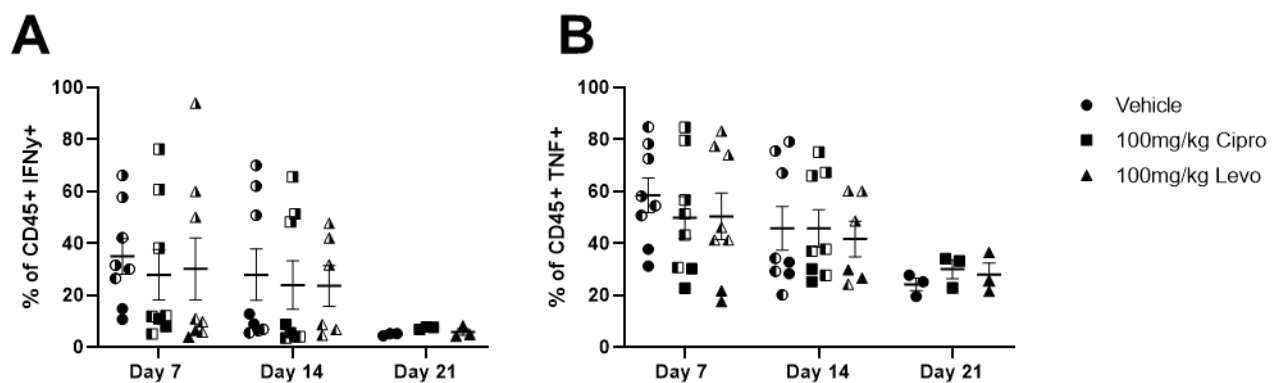 A
% of CD45+ IFNy+
100
80
60
40
20
0
Day 7 Day 14 Day 21
B
% of CD45+ TNF+
100
80
60
40
20
0
Day 7 Day 14 Day 21
Vehicle
100mg/kg Cipro
100mg/kg Levo